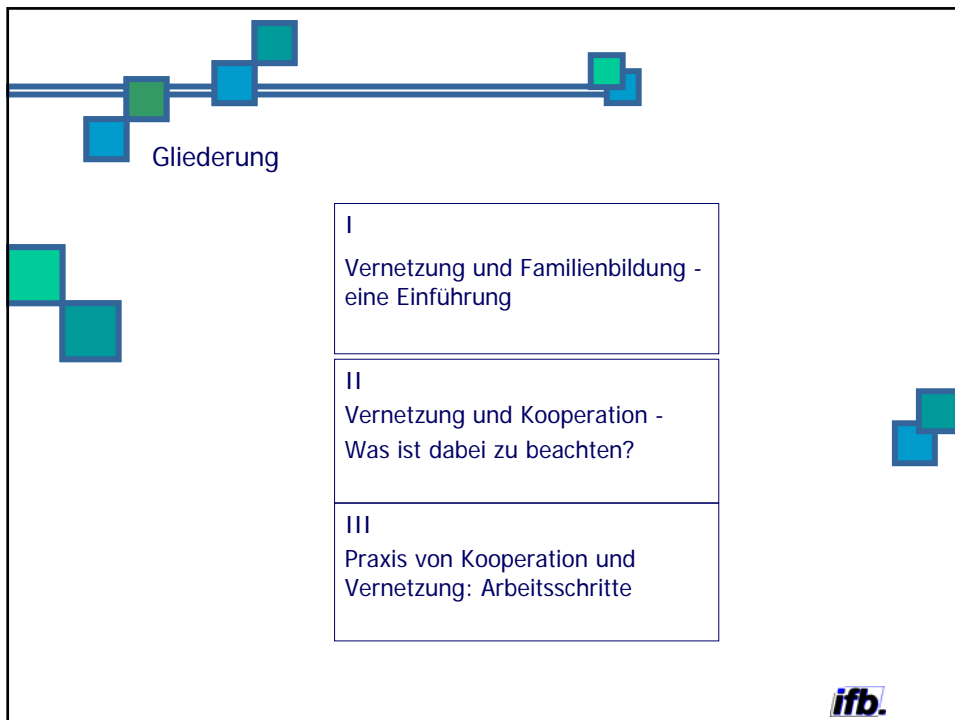 Gliederung
I
Vernetzung und Familienbildung -
eine Einführung
II
Vernetzung und Kooperation -
Was ist dabei zu beachten?
III
Praxis von Kooperation und
Vernetzung: Arbeitsschritte
ifb.